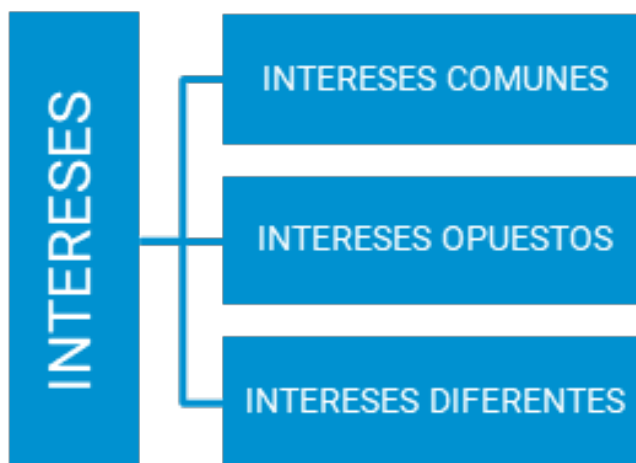 INTERESES
INTERESES COMUNES
INTERESES OPUESTOS
INTERESES DIFERENTES